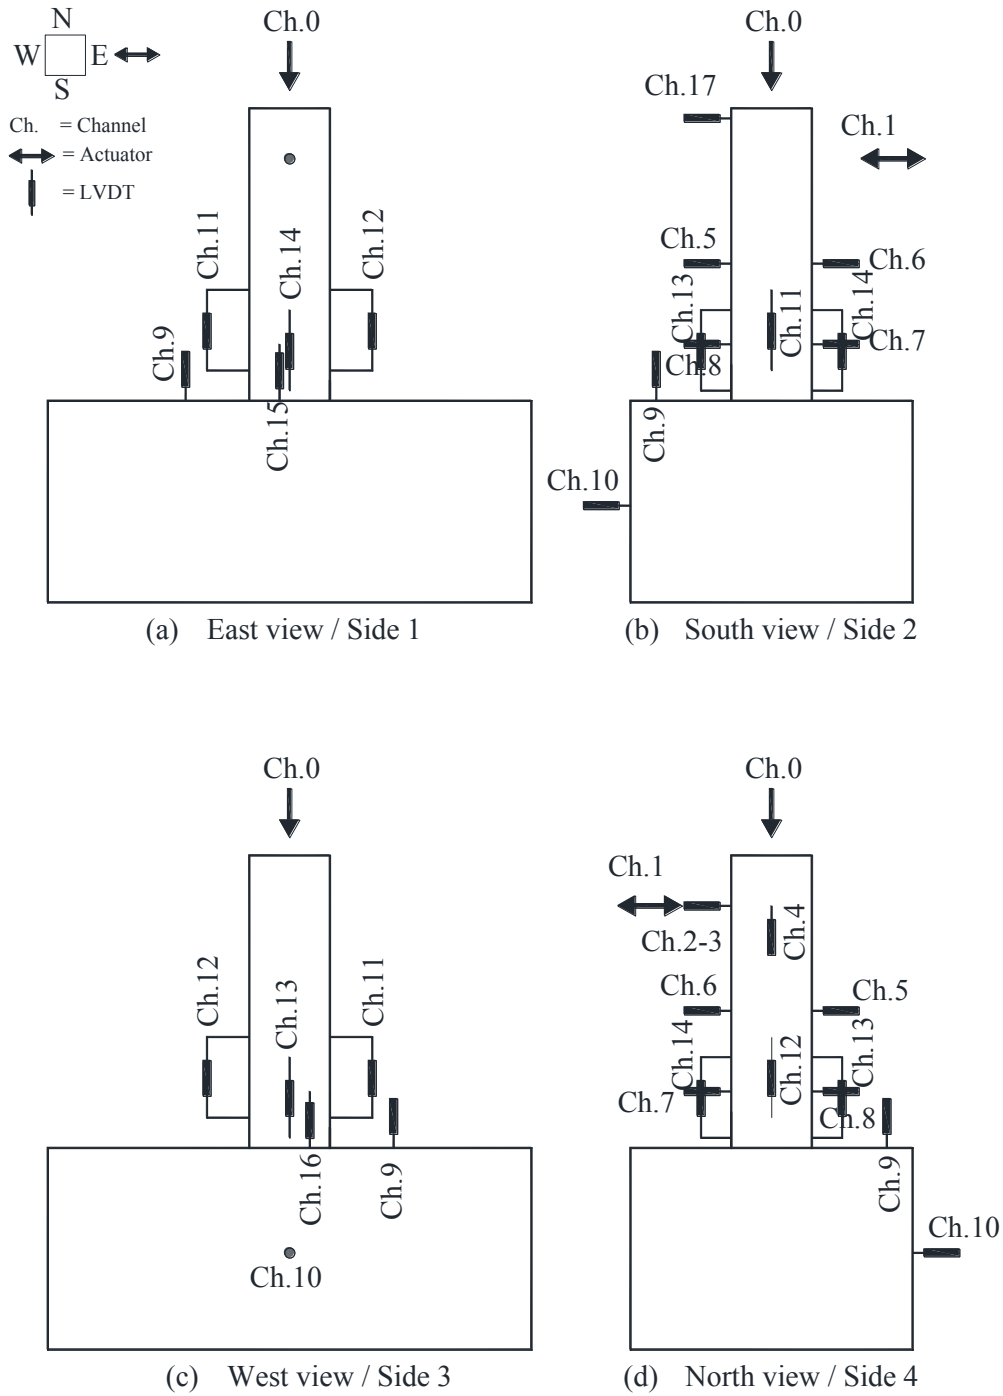 N
W E
S
Ch. = Channel
= Actuator
= LVDT
Ch.0
Ch.11
Ch.14
Ch.12
Ch.9
Ch.15
(a) East view / Side 1
Ch.0
Ch.17
Ch.1
Ch.5
Ch.6
Ch.13
Ch.11
Ch.14
Ch.7
Ch.8
Ch.9
Ch.10
(b) South view / Side 2
Ch.0
Ch.12
Ch.13
Ch.11
Ch.16
Ch.9
Ch.10
(c) West view / Side 3
Ch.0
Ch.1
Ch.2-3
Ch.4
Ch.6
Ch.5
Ch.14
Ch.12
Ch.13
Ch.7
Ch.8
Ch.9
Ch.10
(d) North view / Side 4